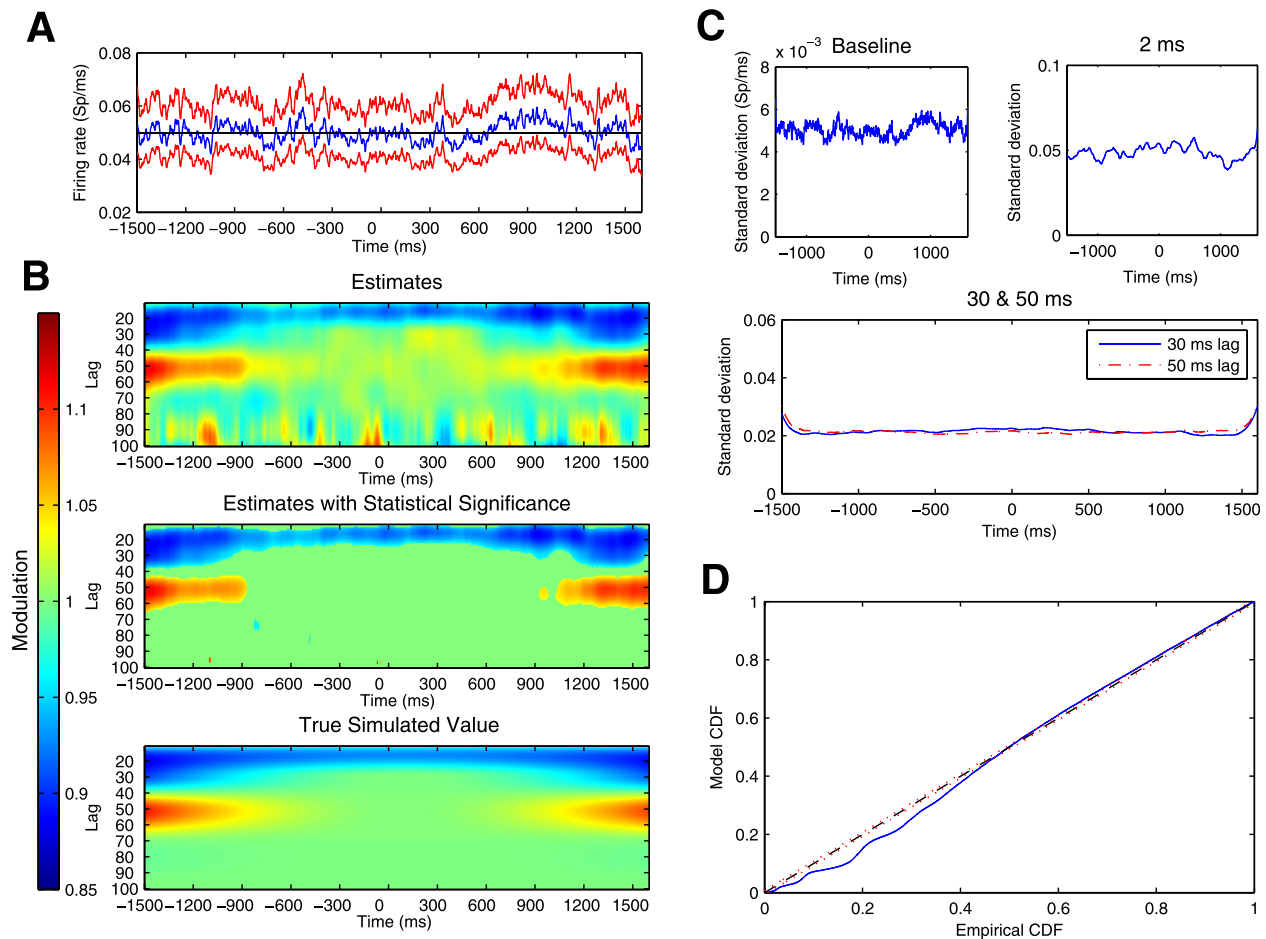 A
Firing rate (Sp/ms)
0.08
0.06
0.04
0.02
−1500 −1200 −900 −600 −300 0 300 600 900 1200 1500
Time (ms)
B
Modulation
1.1
1.05
1
0.95
0.9
0.85
Estimates
Lag
20
30
40
50
60
70
80
90
100
−1500 −1200 −900 −600 −300 0 300 600 900 1200 1500
Time (ms)
Estimates with Statistical Significance
Lag
20
30
40
50
60
70
80
90
100
−1500 −1200 −900 −600 −300 0 300 600 900 1200 1500
Time (ms)
True Simulated Value
Lag
20
30
40
50
60
70
80
90
100
−1500 −1200 −900 −600 −300 0 300 600 900 1200 1500
Time (ms)
C
x 10−3 Baseline
Standard deviation (Sp/ms)
8
6
4
2
0
−1000 0 1000
Time (ms)
2 ms
Standard deviation
0.1
0.05
0
−1000 0 1000
Time (ms)
30 & 50 ms
Standard deviation
0.06
0.04
0.02
0
30 ms lag
50 ms lag
−1500 −1000 −500 0 500 1000 1500
Time (ms)
D
Model CDF
1
0.8
0.6
0.4
0.2
0
0 0.2 0.4 0.6 0.8 1
Empirical CDF